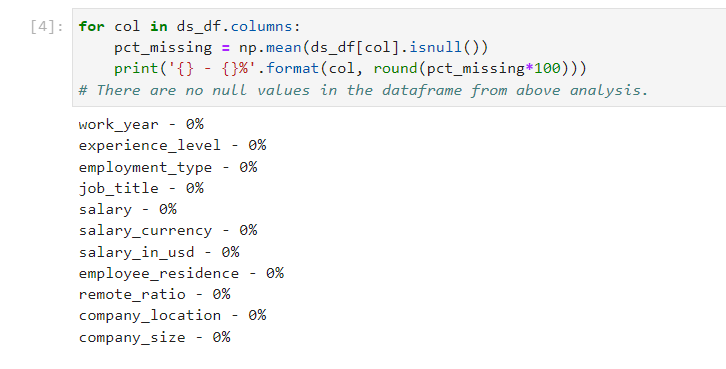 [4]: for col in ds_df.columns:
    pct_missing = np.mean(ds_df[col].isnull())
    print('{} - {}%'.format(col, round(pct_missing*100)))
# There are no null values in the dataframe from above analysis.
work_year - 0%
experience_level - 0%
employment_type - 0%
job_title - 0%
salary - 0%
salary_currency - 0%
salary_in_usd - 0%
employee_residence - 0%
remote_ratio - 0%
company_location - 0%
company_size - 0%